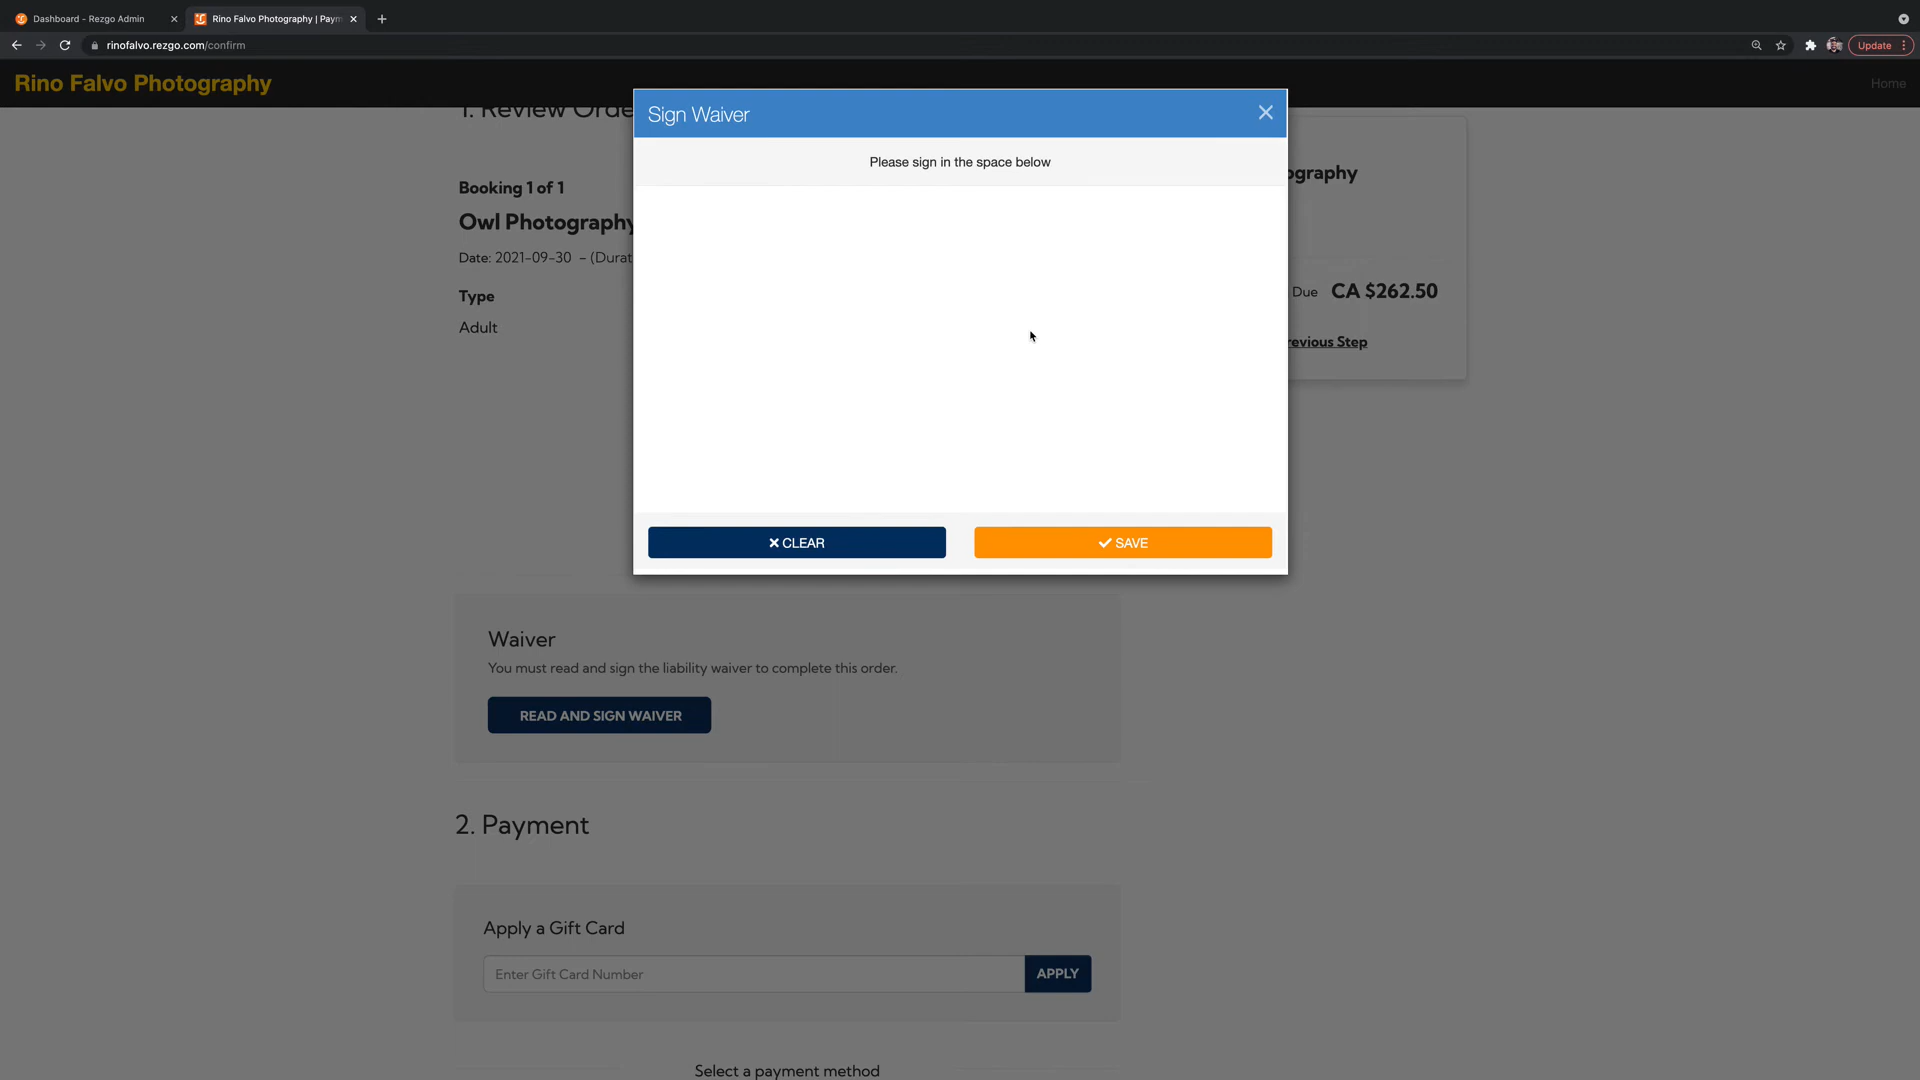 Dashboard - Rezgo Admin
Rino Falvo Photography | Paym
rinofalvo.rezgo.com/confirm
Update
Rino Falvo Photography
Home
1. Review Orde
Sign Waiver
Please sign in the space below
Booking 1 of 1
Owl Photography
Date: 2021-09-30 – (Durat
Type
Adult
ography
Due CA $262.50
revious Step
CLEAR
SAVE
Waiver
You must read and sign the liability waiver to complete this order.
READ AND SIGN WAIVER
2. Payment
Apply a Gift Card
Enter Gift Card Number
APPLY
Select a payment method